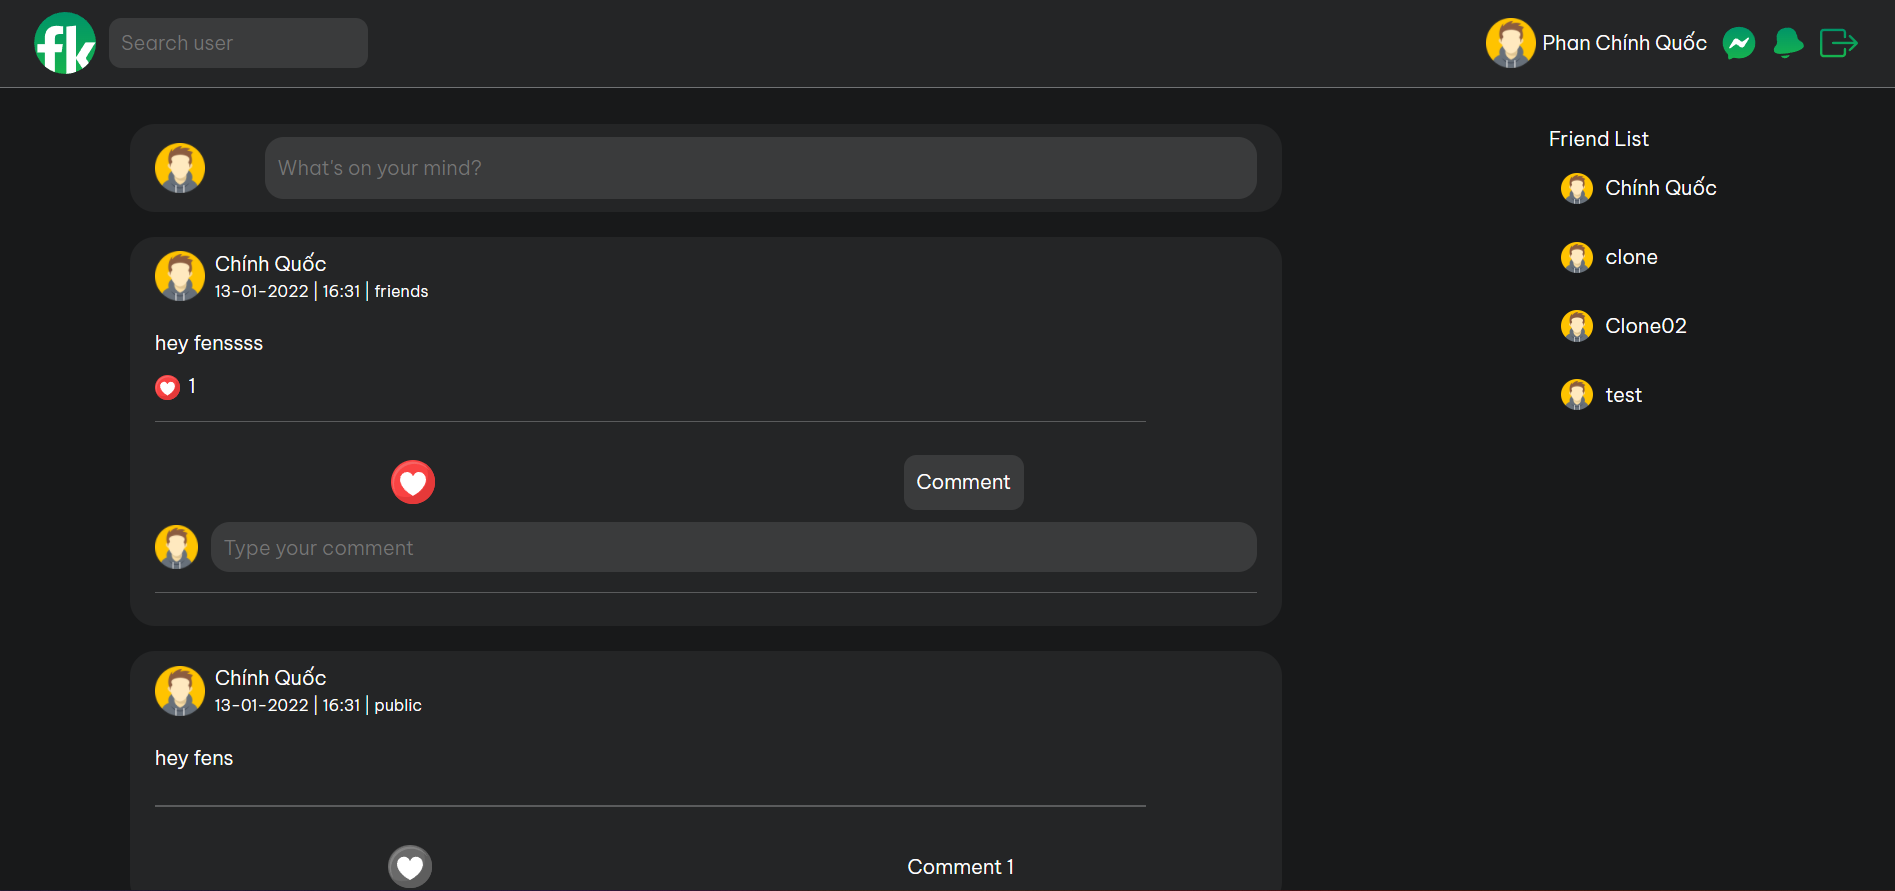 fk
Search user
Phan Chính Quốc
What's on your mind?
Friend List
Chính Quốc
clone
Clone02
test
Chính Quốc
13-01-2022 | 16:31 | friends
hey fenssss
1
Comment
Type your comment
Chính Quốc
13-01-2022 | 16:31 | public
hey fens
Comment 1